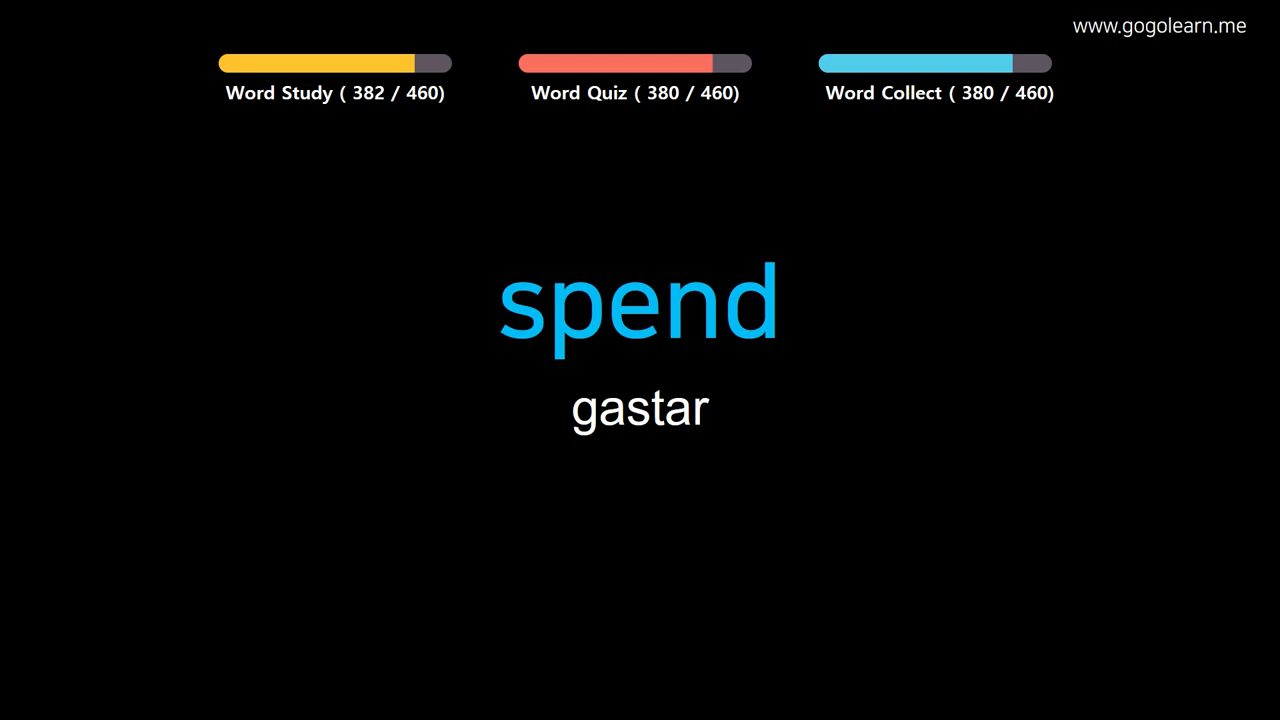 www.gogolearn.me
Word Study ( 382 / 460)
Word Quiz ( 380 / 460)
Word Collect ( 380 / 460)
spend
gastar